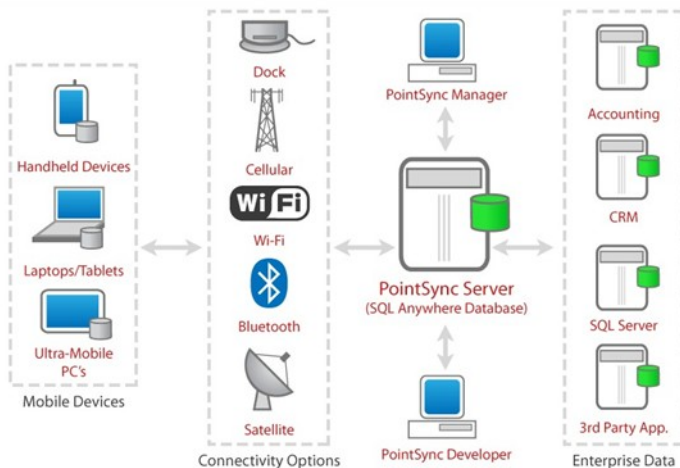 Handheld Devices
Laptops/Tablets
Ultra-Mobile
PC's
Mobile Devices
Dock
Cellular
Wi Fi
Wi-Fi
Bluetooth
Satellite
Connectivity Options
PointSync Manager
PointSync Server
(SQL Anywhere Database)
PointSync Developer
Accounting
CRM
SQL Server
3rd Party App.
Enterprise Data